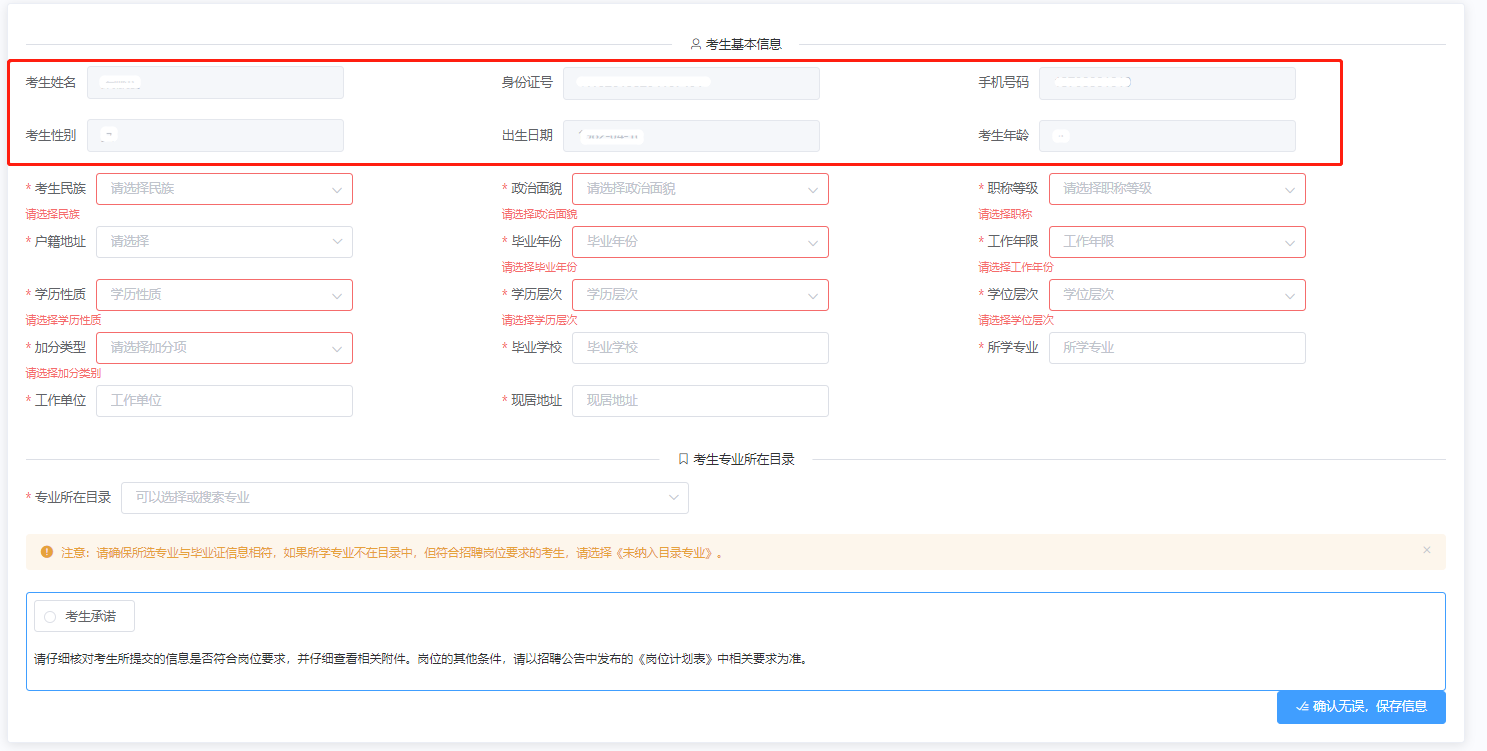 考生基本信息
考生姓名 身份证号 手机号码
考生性别 出生日期 考生年龄
* 考生民族 请选择民族 * 政治面貌 请选择政治面貌 * 职称等级 请选择职称等级
请选择民族 请选择政治面貌 请选择职称
* 户籍地址 请选择 * 毕业年份 毕业年份 * 工作年限 工作年限
请选择毕业年份 请选择工作年份
* 学历性质 学历性质 * 学历层次 学历层次 * 学位层次 学位层次
请选择学历性质 请选择学历层次 请选择学位层次
* 加分类型 请选择加分项 * 毕业学校 毕业学校 * 所学专业 所学专业
请选择加分类别
* 工作单位 工作单位 * 现居地址 现居地址
考生专业所在目录
* 专业所在目录 可以选择或搜索专业
注意：请确保所选专业与毕业证信息相符，如果所学专业不在目录中，但符合招聘岗位要求的考生，请选择《未纳入目录专业》。
考生承诺
请仔细核对考生所提交的信息是否符合岗位要求，并仔细查看相关附件。岗位的其他条件，请以招聘公告中发布的《岗位计划表》中相关要求为准。
确认无误，保存信息